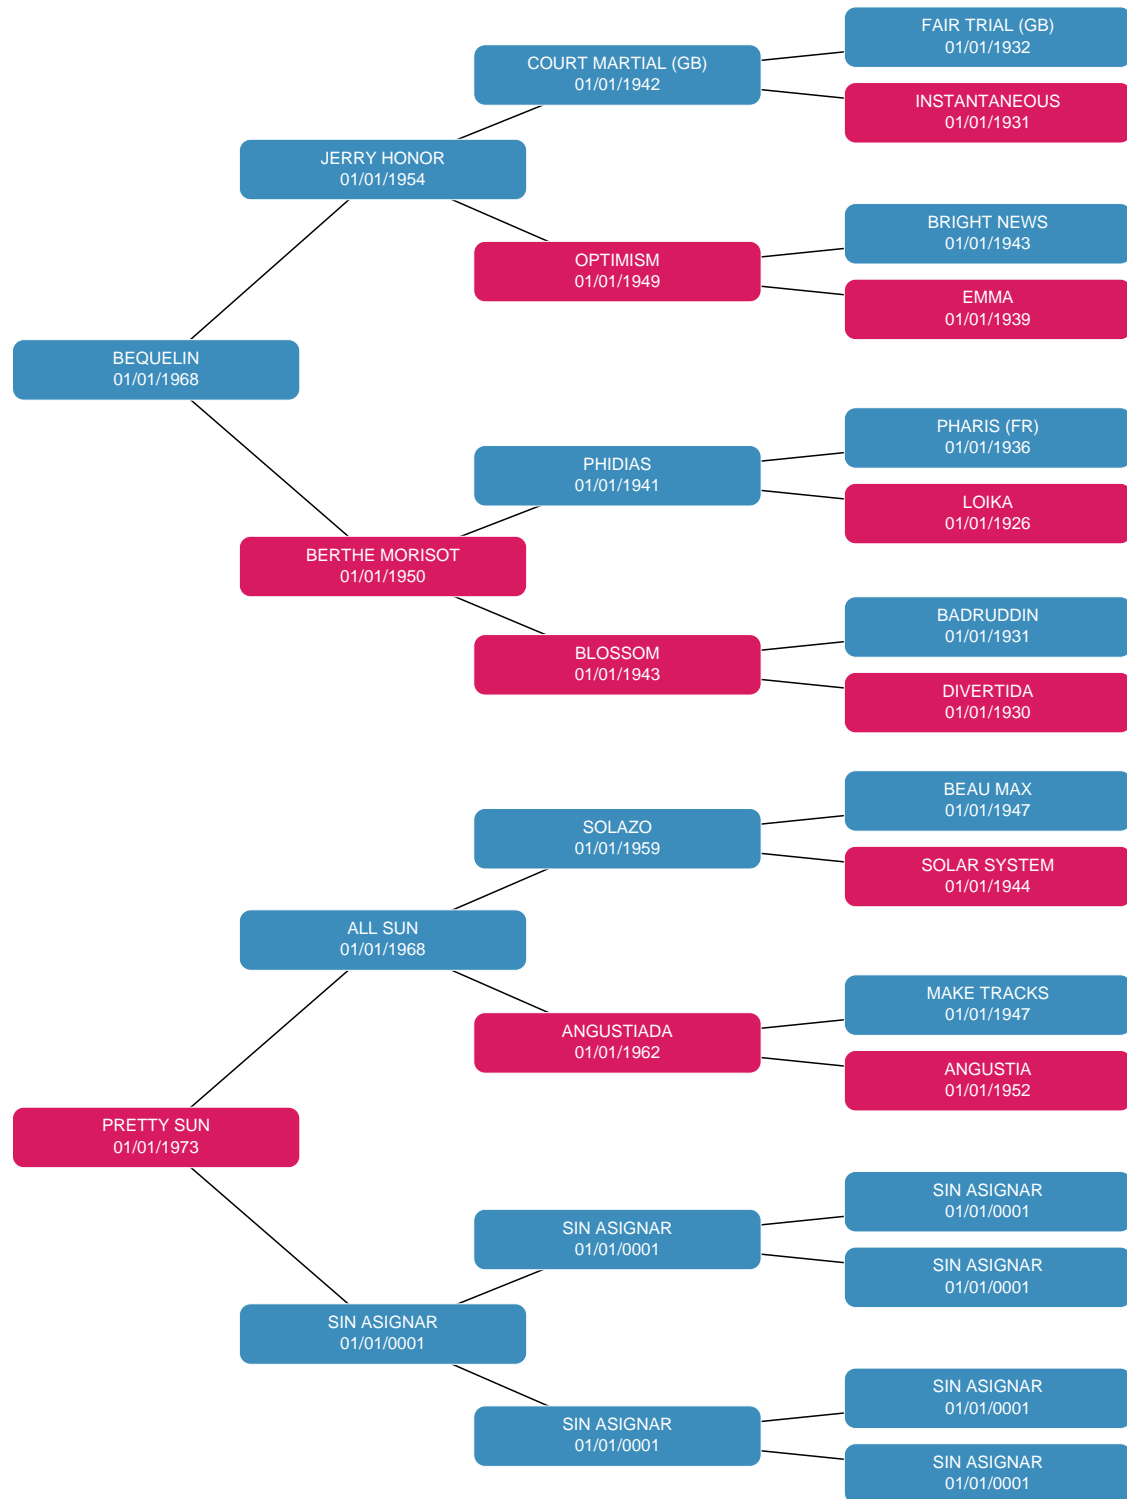 FAIR TRIAL (GB)
01/01/1932
COURT MARTIAL (GB)
01/01/1942
INSTANTANEOUS
01/01/1931
JERRY HONOR
01/01/1954
BRIGHT NEWS
01/01/1943
OPTIMISM
01/01/1949
EMMA
01/01/1939
BEQUELIN
01/01/1968
PHARIS (FR)
01/01/1936
PHIDIAS
01/01/1941
LOIKA
01/01/1926
BERTHE MORISOT
01/01/1950
BADRUDDIN
01/01/1931
BLOSSOM
01/01/1943
DIVERTIDA
01/01/1930
BEAU MAX
01/01/1947
SOLAZO
01/01/1959
SOLAR SYSTEM
01/01/1944
ALL SUN
01/01/1968
MAKE TRACKS
01/01/1947
ANGUSTIADA
01/01/1962
ANGUSTIA
01/01/1952
PRETTY SUN
01/01/1973
SIN ASIGNAR
01/01/0001
SIN ASIGNAR
01/01/0001
SIN ASIGNAR
01/01/0001
SIN ASIGNAR
01/01/0001
SIN ASIGNAR
01/01/0001
SIN ASIGNAR
01/01/0001
SIN ASIGNAR
01/01/0001